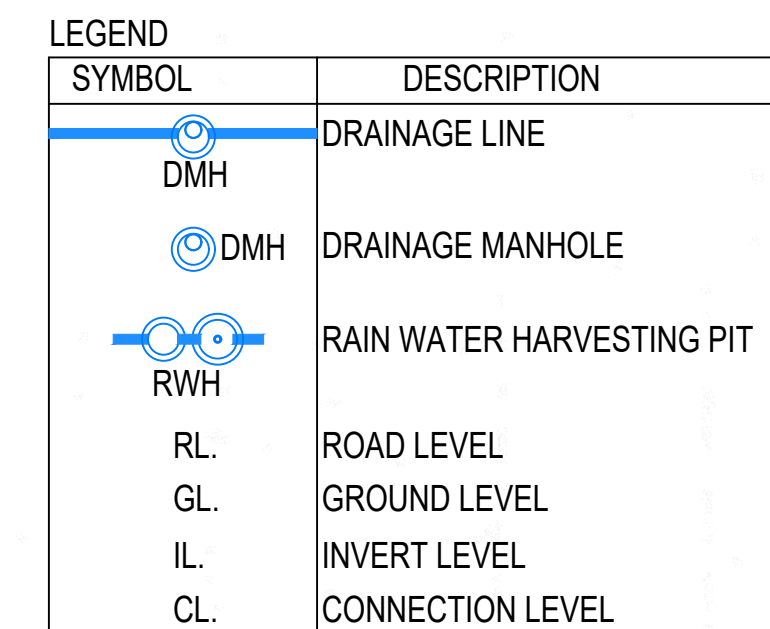 LEGEND
SYMBOL DESCRIPTION
DRAINAGE LINE
DMH
DMH DRAINAGE MANHOLE
RAIN WATER HARVESTING PIT
RWH
RL. ROAD LEVEL
GL. GROUND LEVEL
IL. INVERT LEVEL
CL. CONNECTION LEVEL